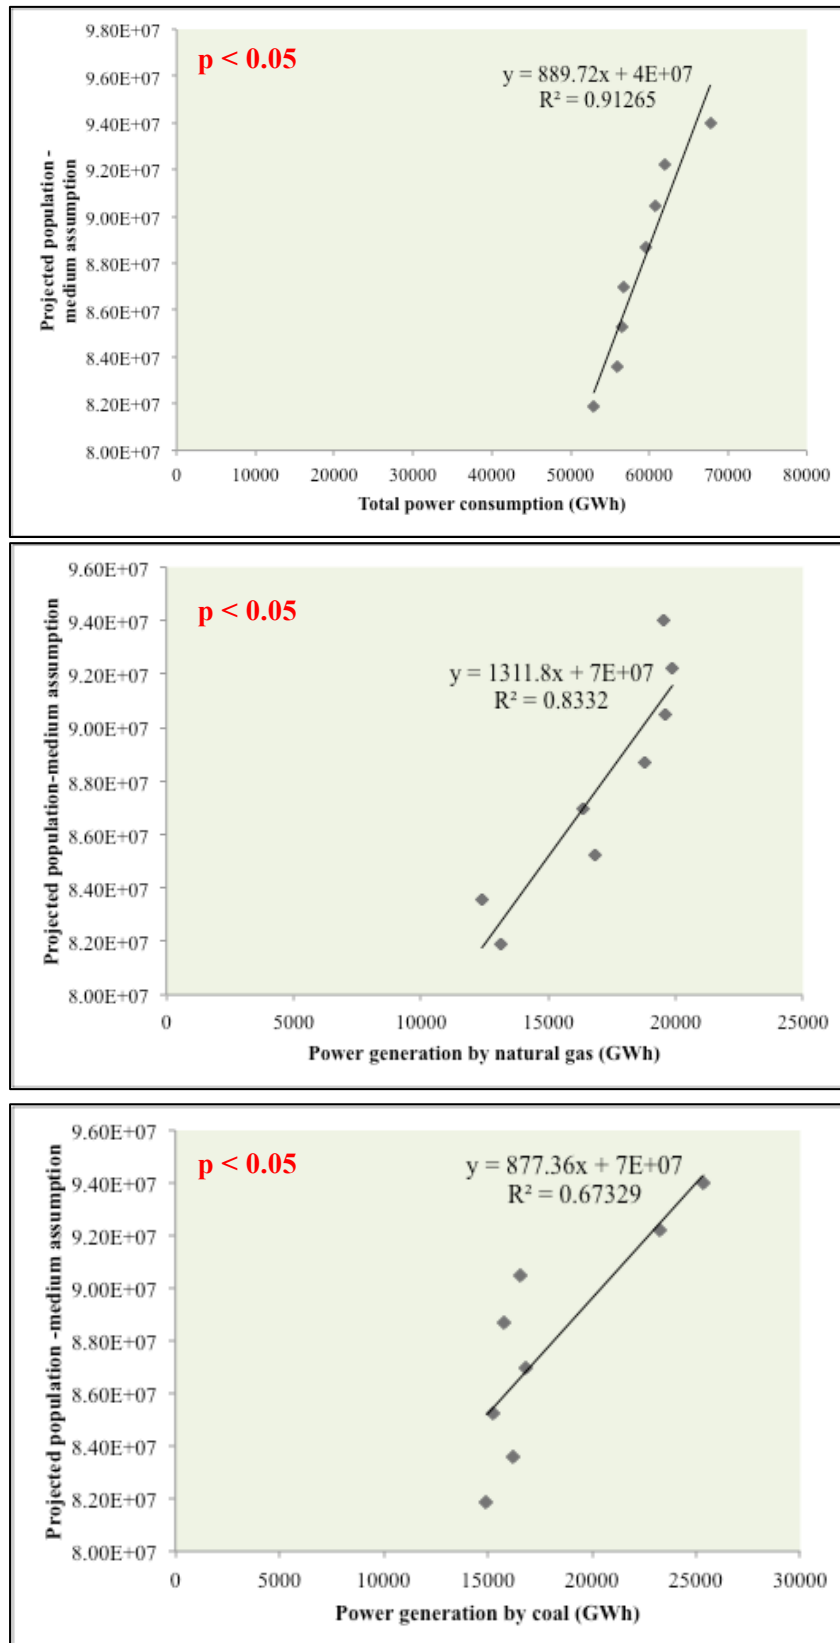 9.80E+07
p < 0.05
y = 889.72x + 4E+07
9.60E+07
R² = 0.91265
9.40E+07
9.20E+07
9.00E+07
8.80E+07
8.60E+07
8.40E+07
8.20E+07
8.00E+07
Projected population -
medium assumption
0 10000 20000 30000 40000 50000 60000 70000 80000
Total power consumption (GWh)
9.60E+07
p < 0.05
9.40E+07
y = 1311.8x + 7E+07
9.20E+07
R² = 0.8332
9.00E+07
8.80E+07
8.60E+07
8.40E+07
8.20E+07
8.00E+07
Projected population-medium assumption
0 5000 10000 15000 20000 25000
Power generation by natural gas (GWh)
9.60E+07
p < 0.05
y = 877.36x + 7E+07
9.40E+07
R² = 0.67329
9.20E+07
9.00E+07
8.80E+07
8.60E+07
8.40E+07
8.20E+07
8.00E+07
Projected population -medium assumption
0 5000 10000 15000 20000 25000 30000
Power generation by coal (GWh)